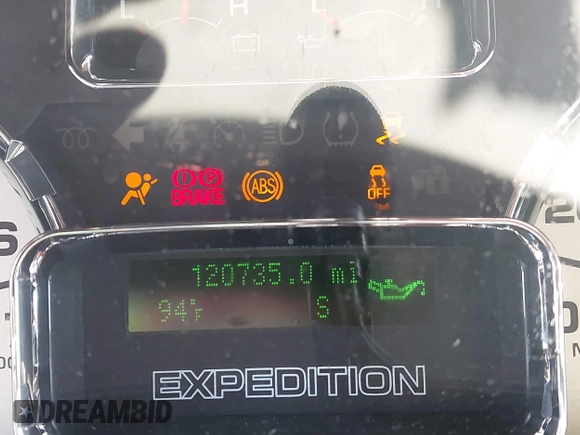 L H L H
BRAKE
ABS
OFF
120735.0 mi
94°F S
EXPEDITION
DREAMBID